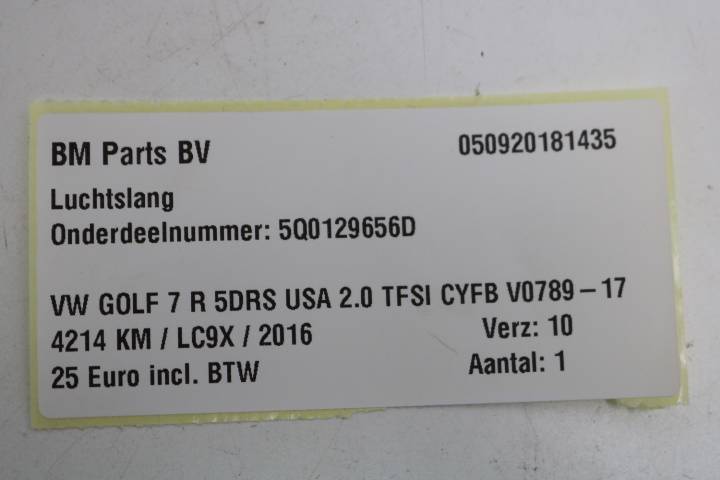 BM Parts BV 050920181435
Luchtslang
Onderdeelnummer: 5Q0129656D
VW GOLF 7 R 5DRS USA 2.0 TFSI CYFB V0789-17
4214 KM / LC9X / 2016 Verz: 10
25 Euro incl. BTW Aantal: 1